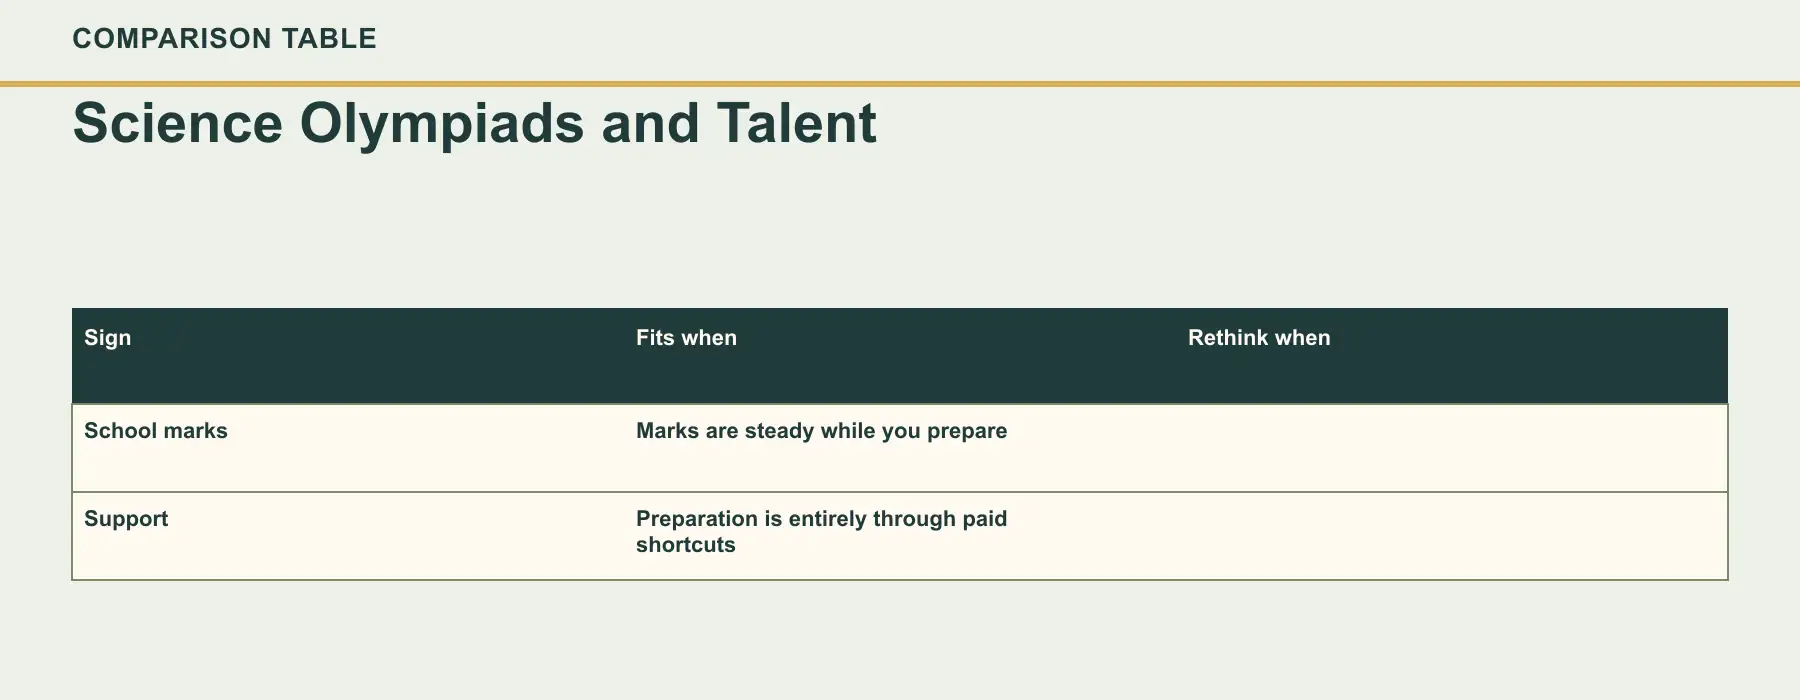 COMPARISON TABLE
Science Olympiads and Talent
Sign Fits when Rethink when
School marks Marks are steady while you prepare
Support Preparation is entirely through paid
shortcuts